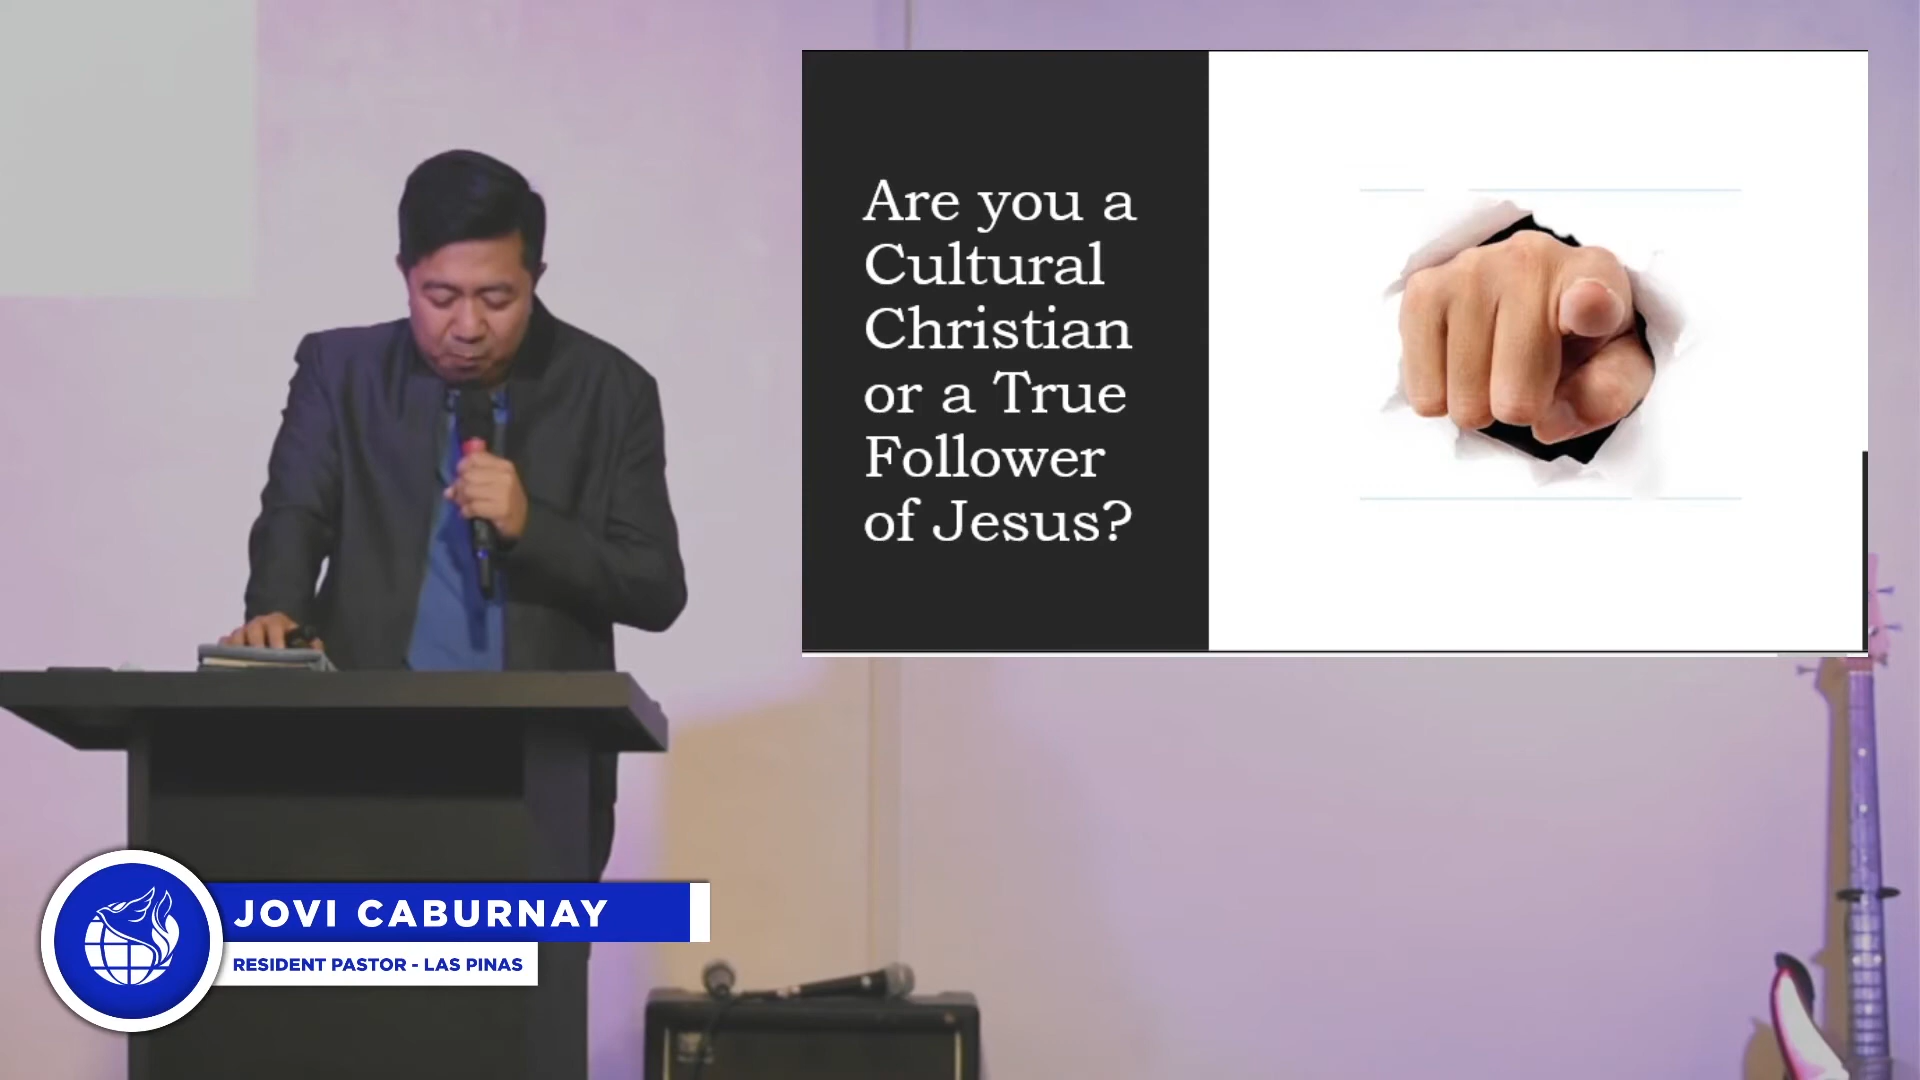 Are you a
Cultural
Christian
or a True
Follower
of Jesus?
JOVI CABURNAY
RESIDENT PASTOR - LAS PINAS